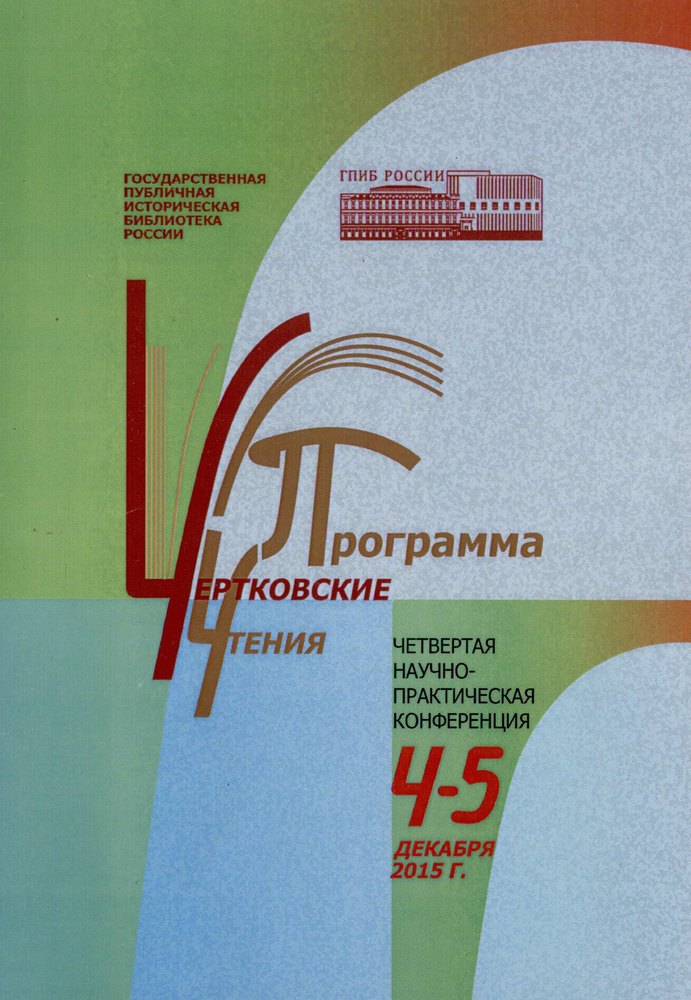 ГОСУДАРСТВЕННАЯ
ПУБЛИЧНАЯ
ИСТОРИЧЕСКАЯ
БИБЛИОТЕКА
РОССИИ
ГПИБ РОССИИ
Программа
ЧЕРТКОВСКИЕ
ЧТЕНИЯ
ЧЕТВЕРТАЯ
НАУЧНО-
ПРАКТИЧЕСКАЯ
КОНФЕРЕНЦИЯ
4-5
ДЕКАБРЯ
2015 Г.